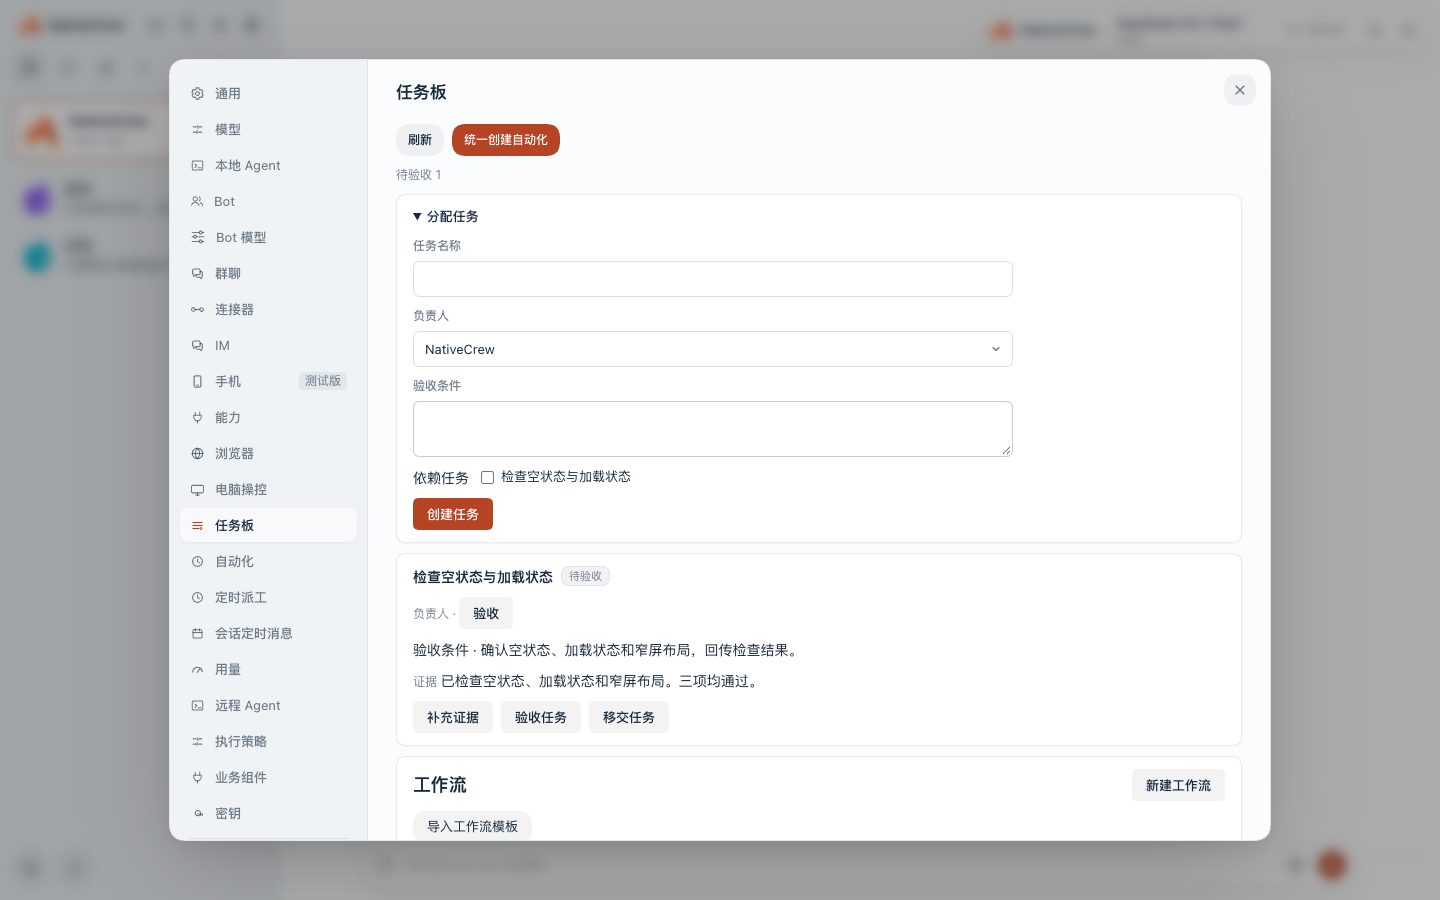 通用
模型
本地 Agent
Bot
Bot 模型
群聊
连接器
IM
手机 测试版
能力
浏览器
电脑操控
任务板
自动化
定时派工
会话定时消息
用量
远程 Agent
执行策略
业务组件
密钥
任务板
刷新 统一创建自动化
待验收 1
▼ 分配任务
任务名称
负责人
NativeCrew
验收条件
依赖任务 检查空状态与加载状态
创建任务
检查空状态与加载状态 待验收
负责人 · 验收
验收条件 · 确认空状态、加载状态和窄屏布局，回传检查结果。
证据 已检查空状态、加载状态和窄屏布局。三项均通过。
补充证据 验收任务 移交任务
工作流 新建工作流
导入工作流模板